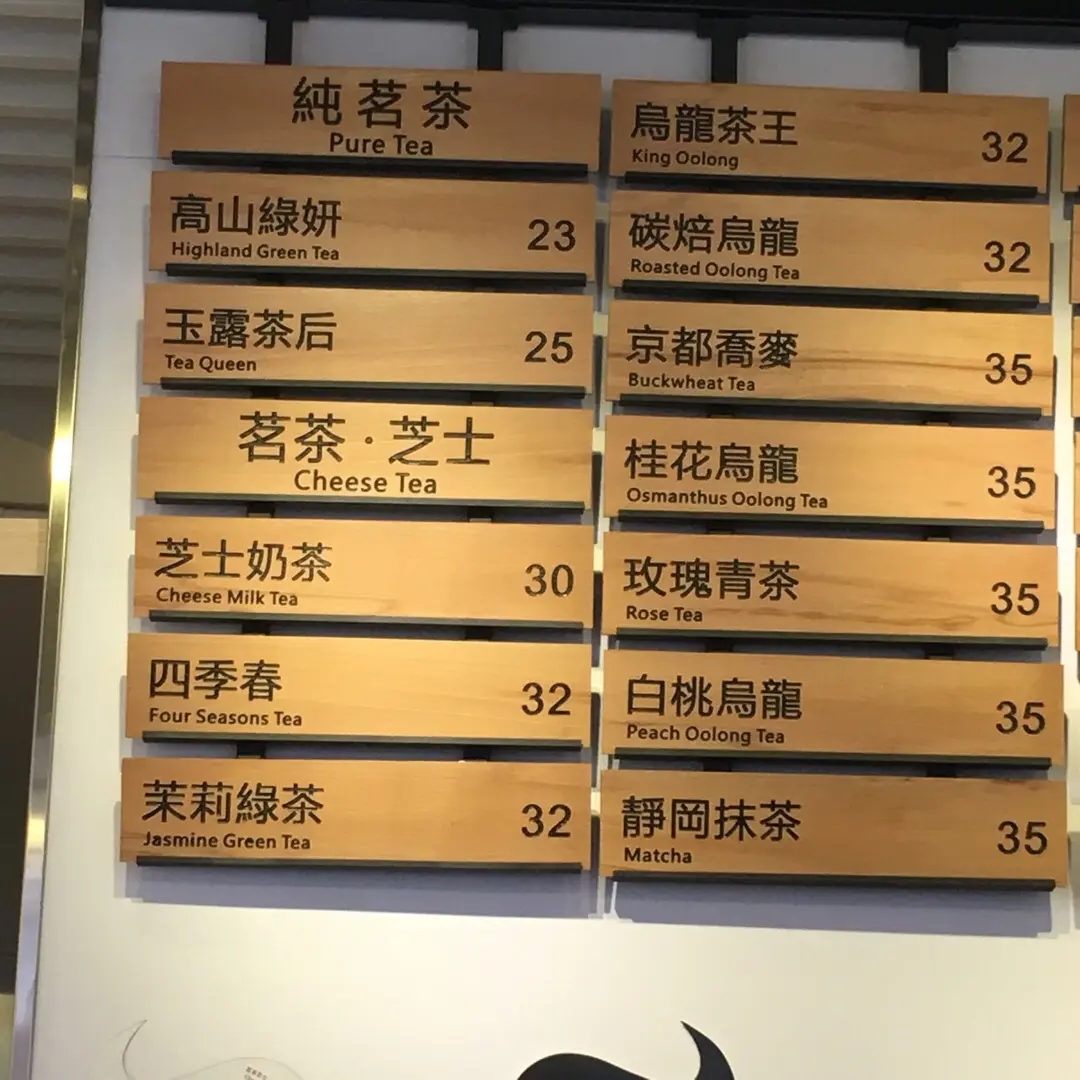 純茗茶
Pure Tea
高山綠妍 23
Highland Green Tea
玉露茶后 25
Tea Queen
茗茶·芝士
Cheese Tea
芝士奶茶 30
Cheese Milk Tea
四季春 32
Four Seasons Tea
茉莉綠茶 32
Jasmine Green Tea
烏龍茶王 32
King Oolong
碳焙烏龍 32
Roasted Oolong Tea
京都喬麥 35
Buckwheat Tea
桂花烏龍 35
Osmanthus Oolong Tea
玫瑰青茶 35
Rose Tea
白桃烏龍 35
Peach Oolong Tea
靜岡抹茶 35
Matcha